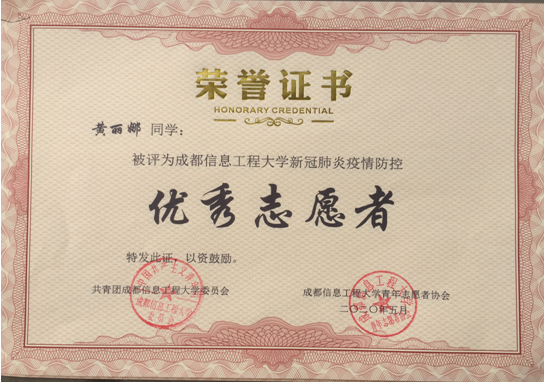 荣誉证书
HONORARY CREDENTIAL
黄丽娜 同学:
被评为成都信息工程大学新冠肺炎疫情防控
优秀志愿者
特发此证，以资鼓励。
共青团成都信息工程大学委员会
成都信息工程大学青年志愿者协会
二〇二〇年五月